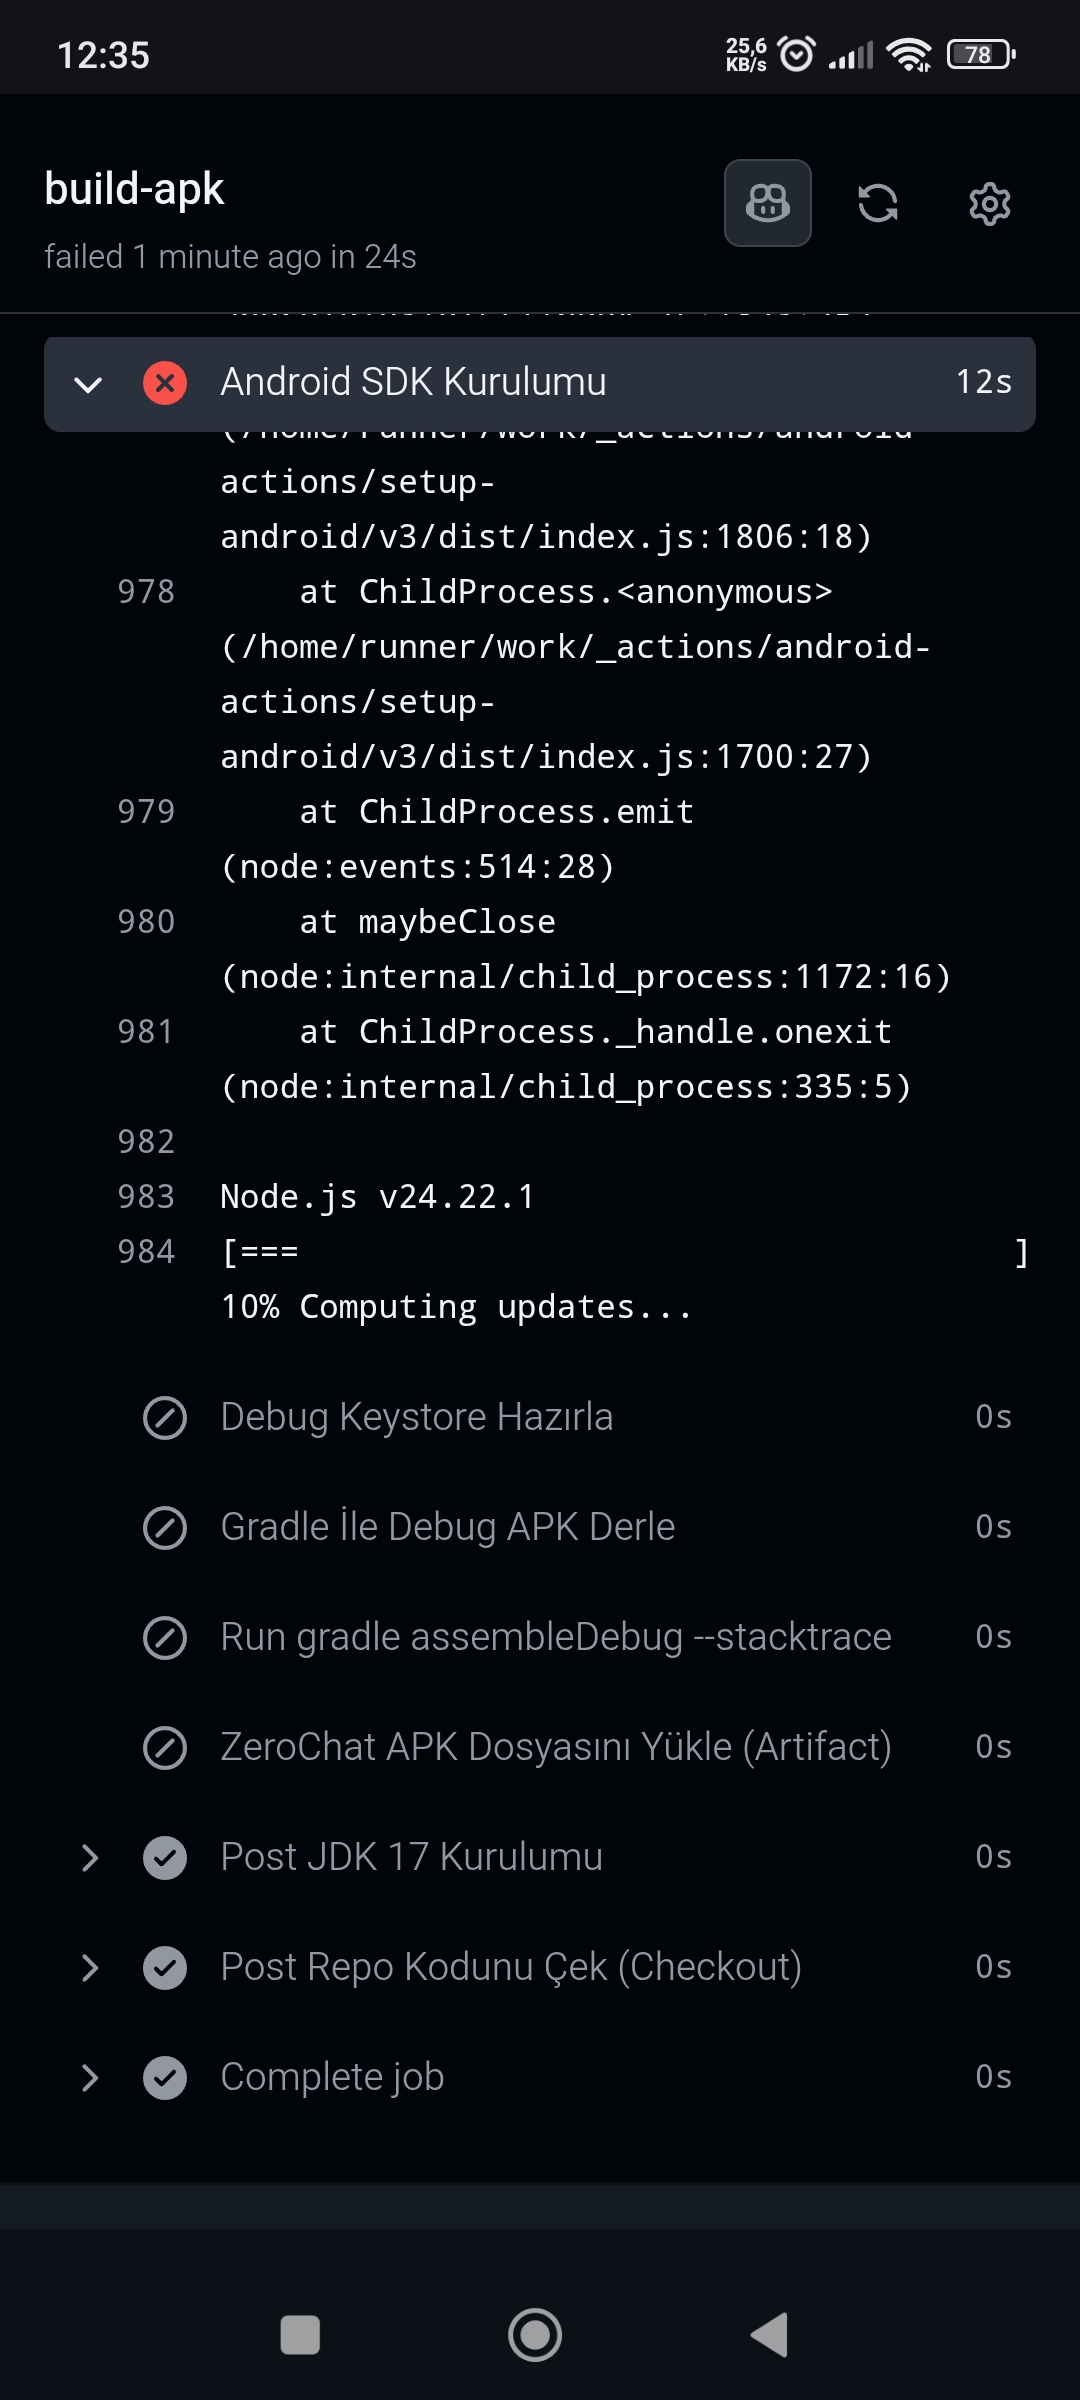 12:35
25,6 KB/s
78
build-apk
failed 1 minute ago in 24s
Android SDK Kurulumu 12s
(/home/runner/work/_actions/android-
actions/setup-
android/v3/dist/index.js:1806:18)
978 at ChildProcess.<anonymous>
(/home/runner/work/_actions/android-
actions/setup-
android/v3/dist/index.js:1700:27)
979 at ChildProcess.emit
(node:events:514:28)
980 at maybeClose
(node:internal/child_process:1172:16)
981 at ChildProcess._handle.onexit
(node:internal/child_process:335:5)
982
983 Node.js v24.22.1
984 [=== ]
10% Computing updates...
Debug Keystore Hazırla 0s
Gradle İle Debug APK Derle 0s
Run gradle assembleDebug --stacktrace 0s
ZeroChat APK Dosyasını Yükle (Artifact) 0s
Post JDK 17 Kurulumu 0s
Post Repo Kodunu Çek (Checkout) 0s
Complete job 0s